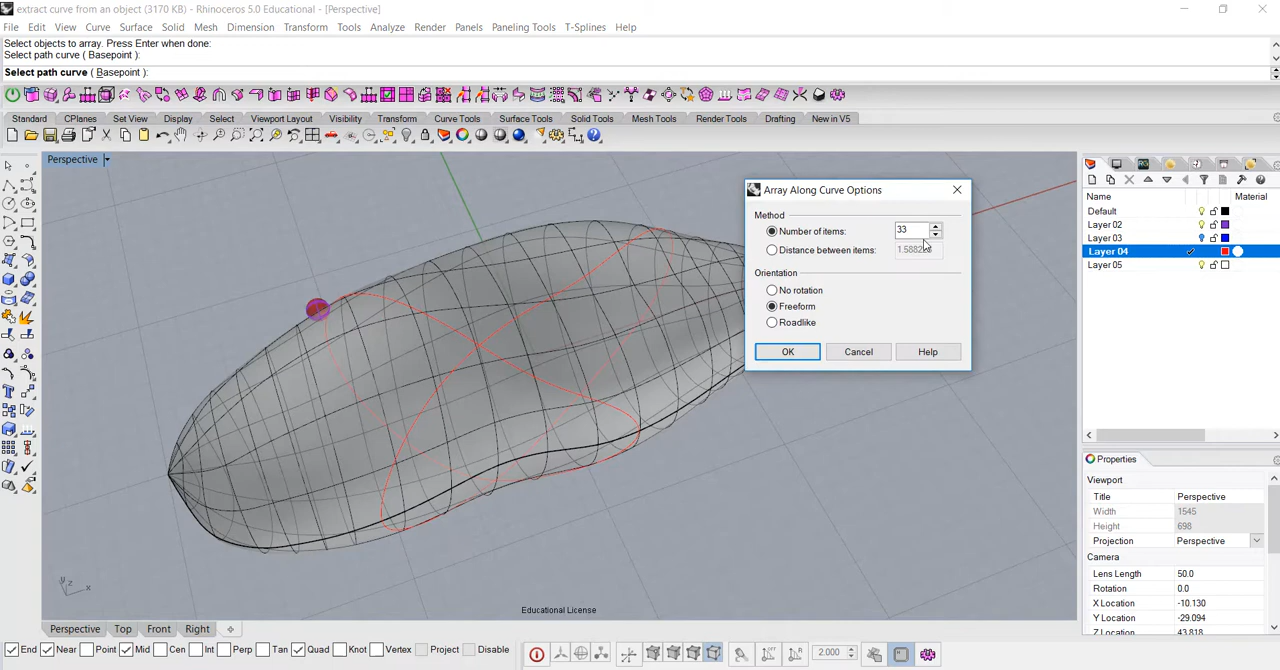 extract curve from an object (3170 KB) - Rhinoceros 5.0 Educational - [Perspective]
File Edit View Curve Surface Solid Mesh Dimension Transform Tools Analyze Render Panels Paneling Tools T-Splines Help
Select objects to array. Press Enter when done:
Select path curve ( Basepoint ):
Select path curve ( Basepoint ):
Standard CPlanes Set View Display Select Viewport Layout Visibility Transform Curve Tools Surface Tools Solid Tools Mesh Tools Render Tools Drafting New in V5
Perspective
Array Along Curve Options
Method
Number of items: 33
Distance between items:
Orientation
No rotation
Freeform
Roadlike
OK Cancel Help
Name Material
Default
Layer 02
Layer 03
Layer 04
Layer 05
Properties
Viewport
Title Perspective
Width 1545
Height 698
Projection Perspective
Camera
Lens Length 50.0
Rotation 0.0
X Location -10.130
Y Location -29.094
Z Location 43.818
z y x
Educational License
Perspective Top Front Right
End Near Point Mid Cen Int Perp Tan Quad Knot Vertex Project Disable 2.000